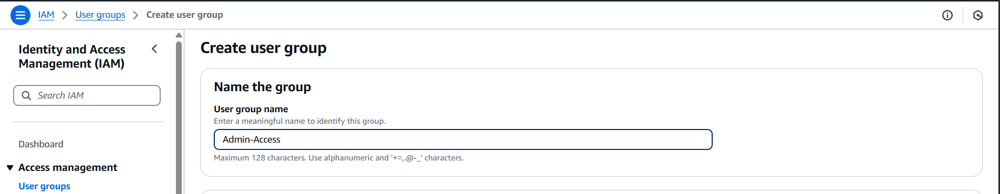 IAM > User groups > Create user group
Identity and Access
Management (IAM)
Search IAM
Dashboard
Access management
User groups
Create user group
Name the group
User group name
Enter a meaningful name to identify this group.
Admin-Access
Maximum 128 characters. Use alphanumeric and '+=,.@-_' characters.